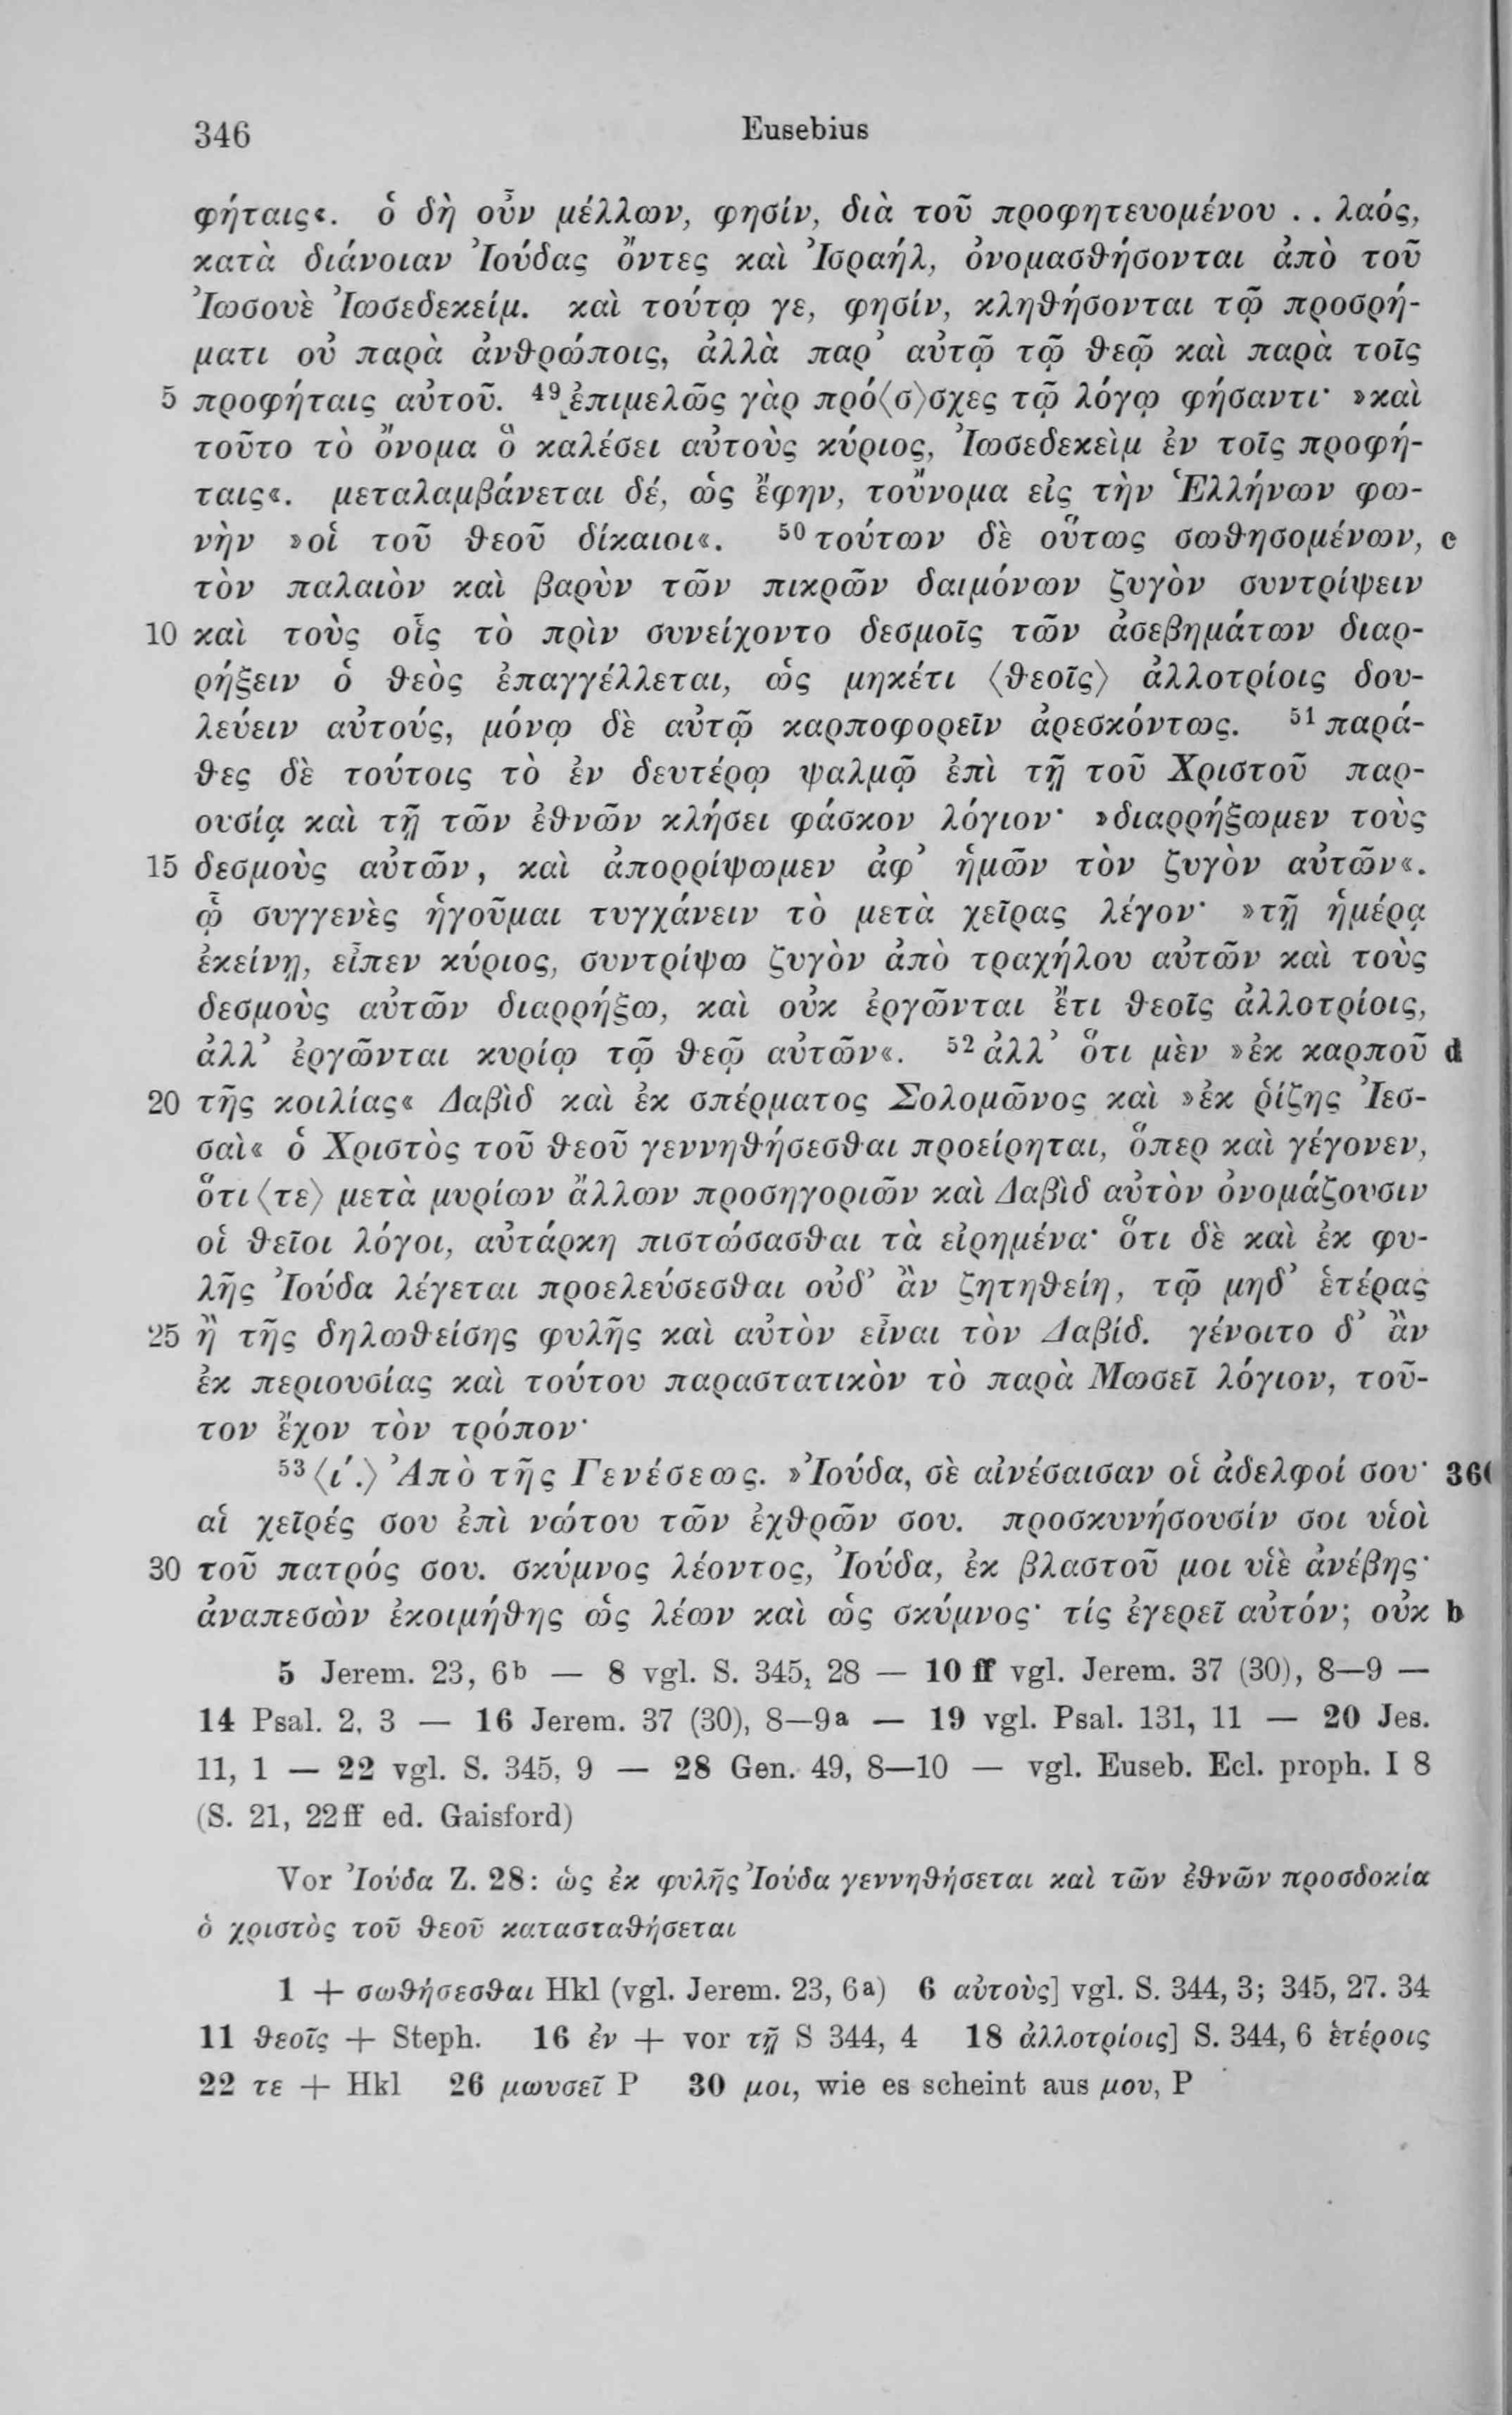 346 Eusebius
φήταις«. ὁ δὴ οὖν μέλλων, φησίν, διὰ τοῦ προφητευομένου . . λαός,
κατὰ διάνοιαν Ἰούδας ὄντες καὶ Ἰσραήλ, ὀνομασθήσονται ἀπὸ τοῦ
Ἰωσουὲ Ἰωσεδεκείμ. καὶ τούτῳ γε, φησίν, κληθήσονται τῷ προσρή-
ματι οὐ παρὰ ἀνθρώποις, ἀλλὰ παρ’ αὐτῷ τῷ θεῷ καὶ παρὰ τοῖς
5 προφήταις αὐτοῦ. ⁴⁹ ἐπιμελῶς γὰρ πρό⟨σ⟩σχες τῷ λόγῳ φήσαντι· »καὶ
τοῦτο τὸ ὄνομα ὃ καλέσει αὐτοὺς κύριος, Ἰωσεδεκεὶμ ἐν τοῖς προφή-
ταις«. μεταλαμβάνεται δέ, ὡς ἔφην, τοὔνομα εἰς τὴν Ἑλλήνων φω-
νὴν »οἱ τοῦ θεοῦ δίκαιοι«. ⁵⁰ τούτων δὲ οὕτως σωθησομένων, c
τὸν παλαιὸν καὶ βαρὺν τῶν πικρῶν δαιμόνων ζυγὸν συντρίψειν
10 καὶ τοὺς οἷς τὸ πρὶν συνείχοντο δεσμοῖς τῶν ἀσεβημάτων διαρ-
ρήξειν ὁ θεὸς ἐπαγγέλλεται, ὡς μηκέτι ⟨θεοῖς⟩ ἀλλοτρίοις δου-
λεύειν αὐτούς, μόνῳ δὲ αὐτῷ καρποφορεῖν ἀρεσκόντως. ⁵¹ παρά-
θες δὲ τούτοις τὸ ἐν δευτέρῳ ψαλμῷ ἐπὶ τῇ τοῦ Χριστοῦ παρ-
ουσίᾳ καὶ τῇ τῶν ἐθνῶν κλήσει φάσκον λόγιον· »διαρρήξωμεν τοὺς
15 δεσμοὺς αὐτῶν, καὶ ἀπορρίψωμεν ἀφ’ ἡμῶν τὸν ζυγὸν αὐτῶν«.
ᾧ συγγενὲς ἡγοῦμαι τυγχάνειν τὸ μετὰ χεῖρας λέγον· »τῇ ἡμέρᾳ
ἐκείνῃ, εἶπεν κύριος, συντρίψω ζυγὸν ἀπὸ τραχήλου αὐτῶν καὶ τοὺς
δεσμοὺς αὐτῶν διαρρήξω, καὶ οὐκ ἐργῶνται ἔτι θεοῖς ἀλλοτρίοις,
ἀλλ’ ἐργῶνται κυρίῳ τῷ θεῷ αὐτῶν«. ⁵² ἀλλ’ ὅτι μὲν »ἐκ καρποῦ d
20 τῆς κοιλίας« Δαβὶδ καὶ ἐκ σπέρματος Σολομῶνος καὶ »ἐκ ῥίζης Ἰεσ-
σαὶ« ὁ Χριστὸς τοῦ θεοῦ γεννηθήσεσθαι προείρηται, ὅπερ καὶ γέγονεν,
ὅτι ⟨τε⟩ μετὰ μυρίων ἄλλων προσηγοριῶν καὶ Δαβὶδ αὐτὸν ὀνομάζουσιν
οἱ θεῖοι λόγοι, αὐτάρκη πιστώσασθαι τὰ εἰρημένα· ὅτι δὲ καὶ ἐκ φυ-
λῆς Ἰούδα λέγεται προελεύσεσθαι οὐδ’ ἂν ζητηθείη, τῷ μηδ’ ἑτέρας
25 ἢ τῆς δηλωθείσης φυλῆς καὶ αὐτὸν εἶναι τὸν Δαβίδ. γένοιτο δ’ ἂν
ἐκ περιουσίας καὶ τούτου παραστατικὸν τὸ παρὰ Μωσεῖ λόγιον, τοῦ-
τον ἔχον τὸν τρόπον·
⁵³ ⟨ι΄.⟩ Ἀπὸ τῆς Γενέσεως. »Ἰούδα, σὲ αἰνέσαισαν οἱ ἀδελφοί σου· 36
αἱ χεῖρές σου ἐπὶ νώτου τῶν ἐχθρῶν σου. προσκυνήσουσίν σοι υἱοὶ
30 τοῦ πατρός σου. σκύμνος λέοντος, Ἰούδα, ἐκ βλαστοῦ μοι υἱὲ ἀνέβης·
ἀναπεσὼν ἐκοιμήθης ὡς λέων καὶ ὡς σκύμνος· τίς ἐγερεῖ αὐτόν; οὐκ b
5 Jerem. 23, 6b — 8 vgl. S. 345, 28 — 10 ff vgl. Jerem. 37 (30), 8—9 —
14 Psal. 2, 3 — 16 Jerem. 37 (30), 8—9a — 19 vgl. Psal. 131, 11 — 20 Jes.
11, 1 — 22 vgl. S. 345, 9 — 28 Gen. 49, 8—10 — vgl. Euseb. Ecl. proph. I 8
(S. 21, 22 ff ed. Gaisford)
Vor Ἰούδα Z. 28: ὡς ἐκ φυλῆς Ἰούδα γεννηθήσεται καὶ τῶν ἐθνῶν προσδοκία
ὁ χριστὸς τοῦ θεοῦ κατασταθήσεται
1 + σωθήσεσθαι Hkl (vgl. Jerem. 23, 6a) 6 αὐτοὺς] vgl. S. 344, 3; 345, 27. 34
11 θεοῖς + Steph. 16 ἐν + vor τῇ S 344, 4 18 ἀλλοτρίοις] S. 344, 6 ἑτέροις
22 τε + Hkl 26 μωυσεῖ P 30 μοι, wie es scheint aus μου, P